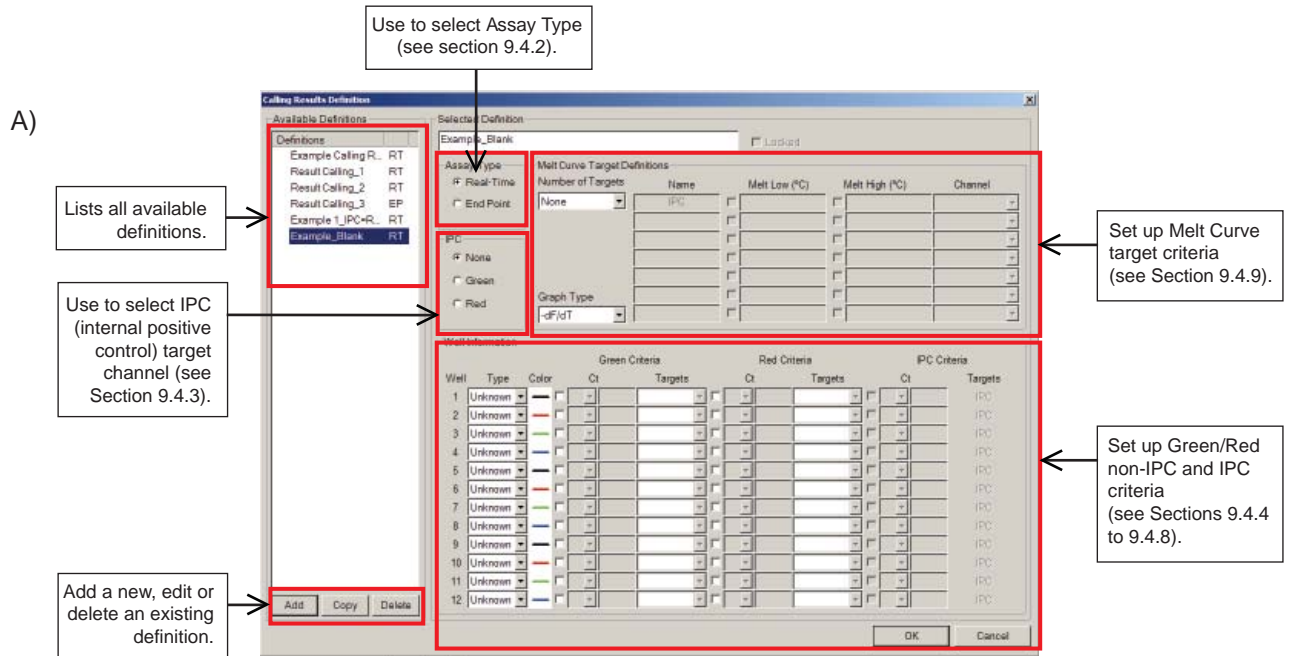 Use to select Assay Type
(see section 9.4.2).
A)
Calling Results Definition
Available Definitions
Definitions
Example Calling R.. RT
Result Calling_1 RT
Result Calling_2 RT
Result Calling_3 EP
Example 1_IPC+R.. RT
Example_Blank RT
Add Copy Delete
Selected Definition
Example_Blank
Locked
Assay Type
Real-Time
End Point
IPC
None
Green
Red
Melt Curve Target Definitions
Number of Targets Name Melt Low (ºC) Melt High (ºC) Channel
None IPC
Graph Type
-dF/dT
Well Information
Green Criteria Red Criteria IPC Criteria
Well Type Color Ct Targets Ct Targets Ct Targets
1 Unknown IPC
2 Unknown IPC
3 Unknown IPC
4 Unknown IPC
5 Unknown IPC
6 Unknown IPC
7 Unknown IPC
8 Unknown IPC
9 Unknown IPC
10 Unknown IPC
11 Unknown IPC
12 Unknown IPC
OK Cancel
Lists all available
definitions.
Use to select IPC
(internal positive
control) target
channel (see
Section 9.4.3).
Add a new, edit or
delete an existing
definition.
Set up Melt Curve
target criteria
(see Section 9.4.9).
Set up Green/Red
non-IPC and IPC
criteria
(see Sections 9.4.4
to 9.4.8).